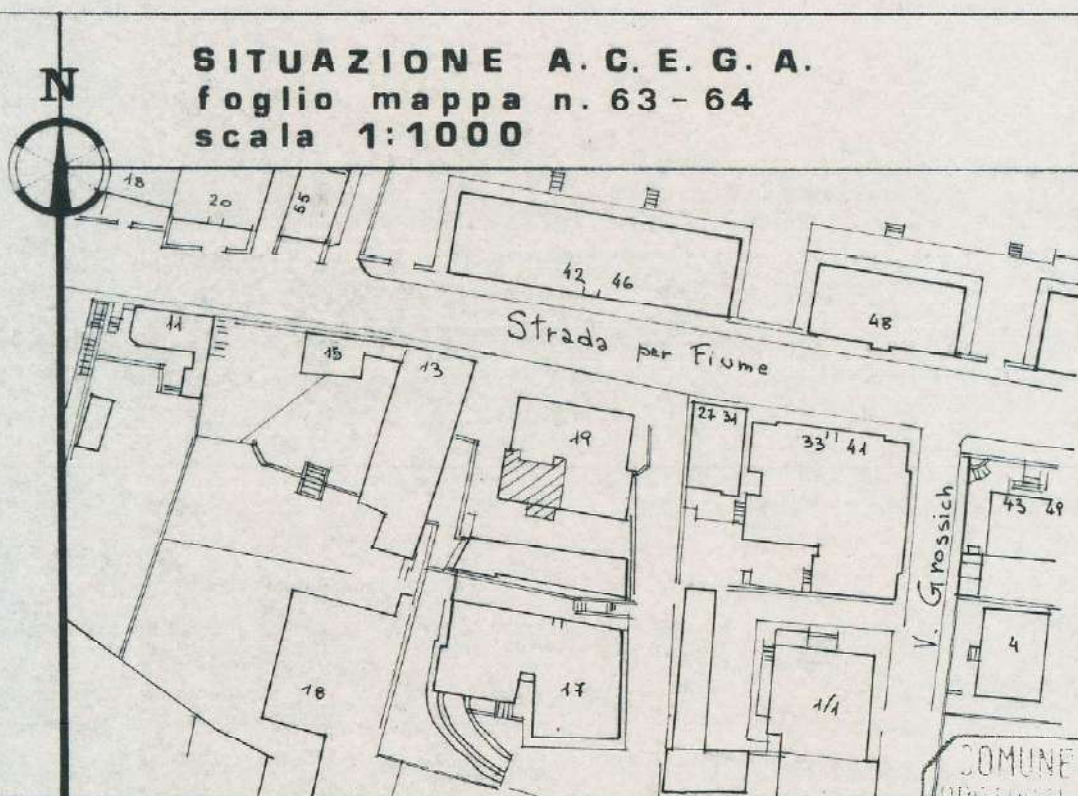 SITUAZIONE A.C.E.G.A.
N
foglio mappa n. 63 - 64
scala 1:1000
18
20
55
42 46
48
Strada per Fiume
11
15
13
19
27 31
33 41
43 49
V. Grossich
4
18
17
1/1
COMUNE